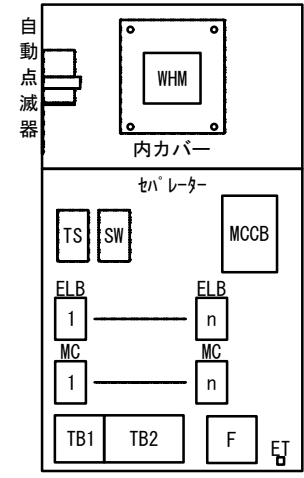 自動点滅器
WHM
内カバー
ｾﾊﾟﾚｰﾀｰ
TS SW MCCB
ELB ELB
1 n
MC MC
1 n
TB1 TB2 F ET